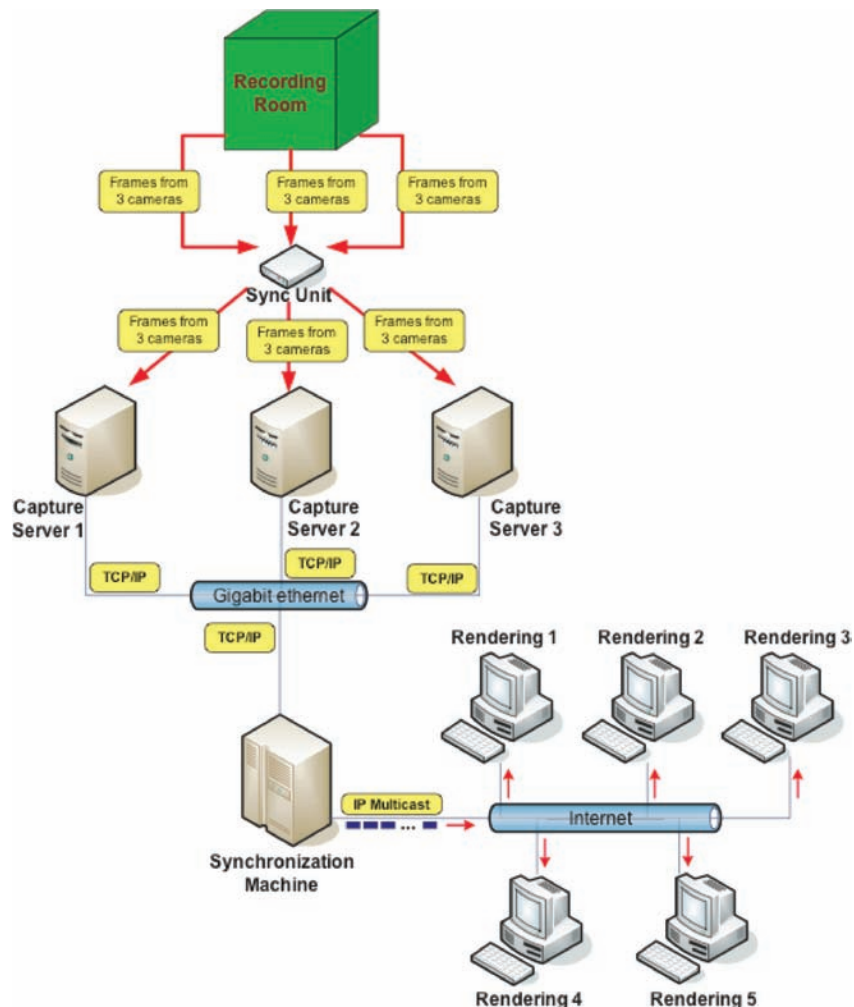 Recording
Room
Frames from
3 cameras
Frames from
3 cameras
Frames from
3 cameras
Sync Unit
Frames from
3 cameras
Frames from
3 cameras
Frames from
3 cameras
Capture
Server 1
Capture
Server 2
Capture
Server 3
TCP/IP
TCP/IP
TCP/IP
Gigabit ethernet
TCP/IP
Rendering 1
Rendering 2
Rendering 3
IP Multicast
...
Internet
Synchronization
Machine
Rendering 4
Rendering 5